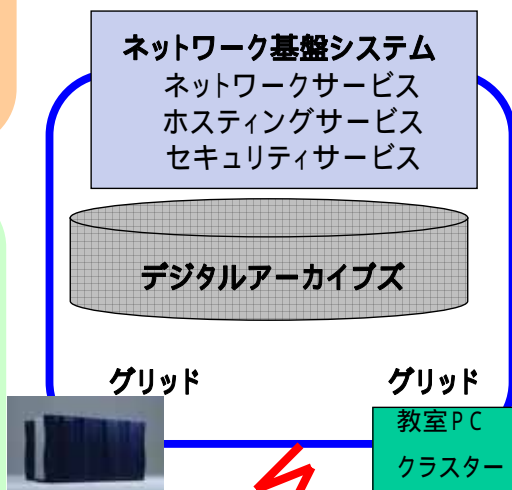 ネットワーク基盤システム
ネットワークサービス
ホスティングサービス
セキュリティサービス
デジタルアーカイブズ
グリッド
グリッド
教室PC
クラスター